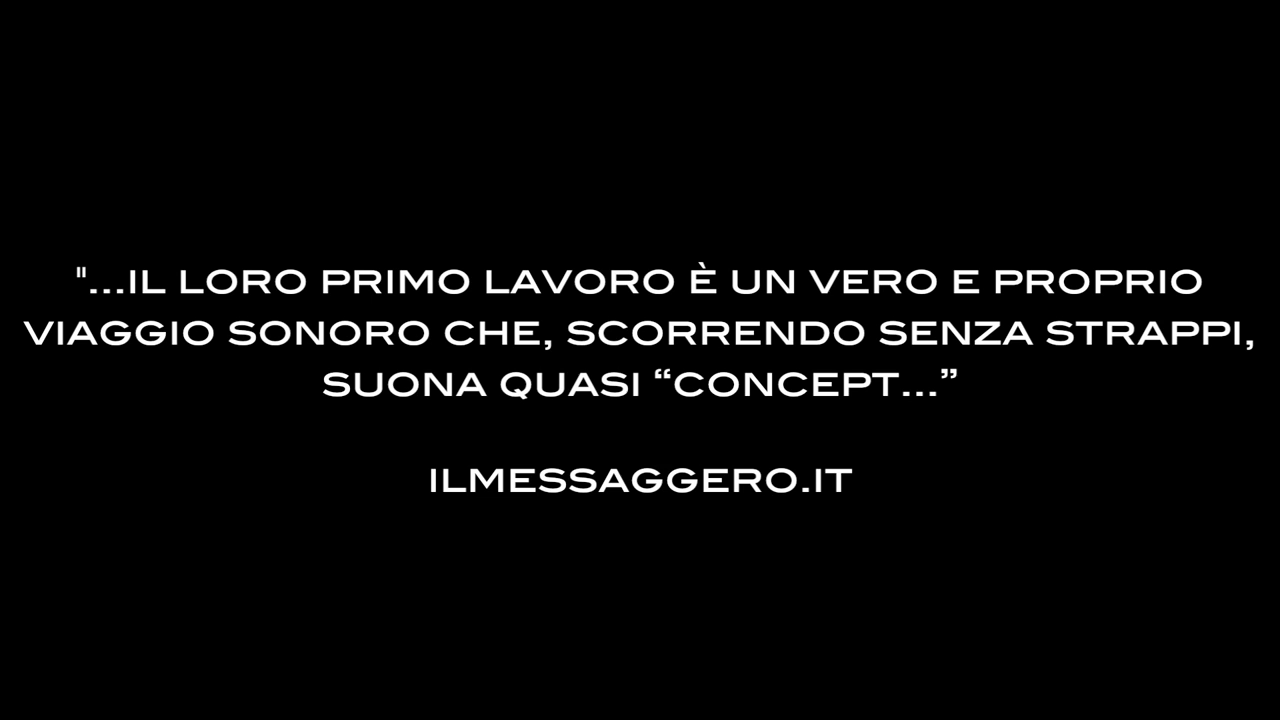 "...IL LORO PRIMO LAVORO È UN VERO E PROPRIO
VIAGGIO SONORO CHE, SCORRENDO SENZA STRAPPI,
SUONA QUASI “CONCEPT...”
ILMESSAGGERO.IT